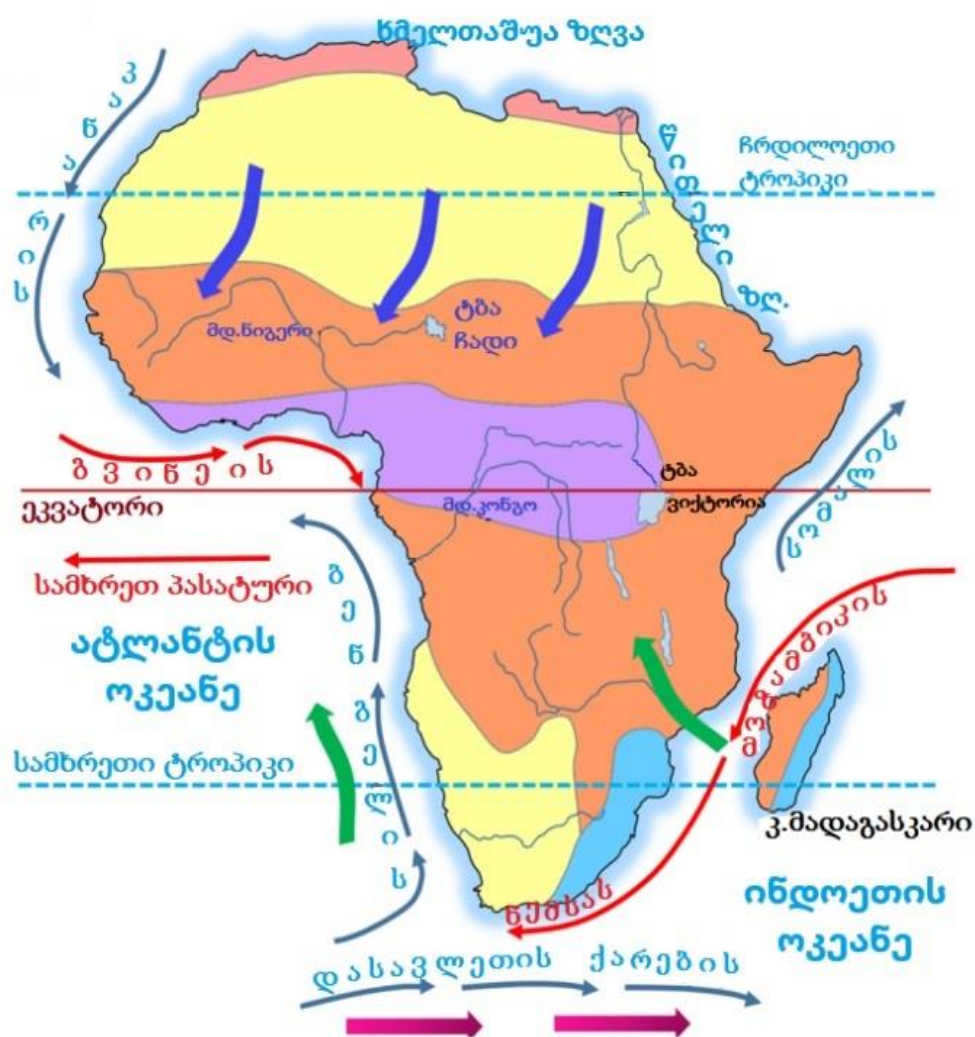 ხმელთაშუა ზღვა
კანარის
წითელი ზღ.
ჩრდილოეთი
ტროპიკი
მდ.ნიგერი
ტბა
ჩადი
გვინეის
ეკვატორი
მდ.კონგო
ტბა
ვიქტორია
სომალის
სამხრეთ პასატური
ბენგელის
ატლანტის
ოკეანე
მოზამბიკის
სამხრეთი ტროპიკი
კ.მადაგასკარი
ნემსას
ინდოეთის
ოკეანე
დასავლეთის ქარების